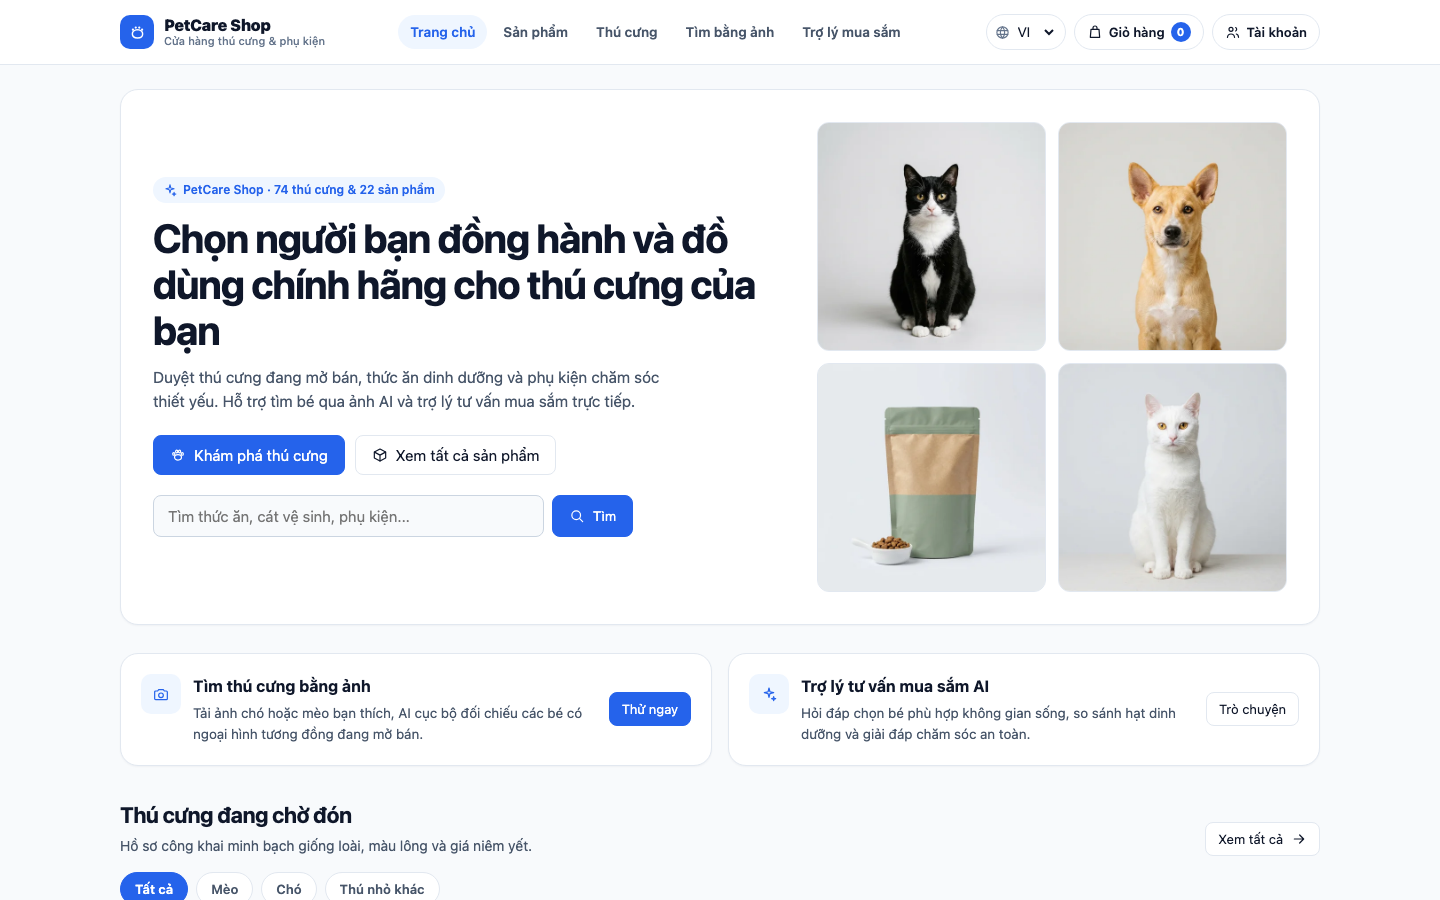 PetCare Shop
Cửa hàng thú cưng & phụ kiện
Trang chủ
Sản phẩm
Thú cưng
Tìm bằng ảnh
Trợ lý mua sắm
VI
Giỏ hàng
0
Tài khoản
PetCare Shop · 74 thú cưng & 22 sản phẩm
Chọn người bạn đồng hành và đồ
dùng chính hãng cho thú cưng của
bạn
Duyệt thú cưng đang mở bán, thức ăn dinh dưỡng và phụ kiện chăm sóc
thiết yếu. Hỗ trợ tìm bé qua ảnh AI và trợ lý tư vấn mua sắm trực tiếp.
Khám phá thú cưng
Xem tất cả sản phẩm
Tìm thức ăn, cát vệ sinh, phụ kiện...
Tìm
Tìm thú cưng bằng ảnh
Tải ảnh chó hoặc mèo bạn thích, AI cục bộ đối chiếu các bé có
ngoại hình tương đồng đang mở bán.
Thử ngay
Trợ lý tư vấn mua sắm AI
Hỏi đáp chọn bé phù hợp không gian sống, so sánh hạt dinh
dưỡng và giải đáp chăm sóc an toàn.
Trò chuyện
Thú cưng đang chờ đón
Hồ sơ công khai minh bạch giống loài, màu lông và giá niêm yết.
Xem tất cả
Tất cả
Mèo
Chó
Thú nhỏ khác